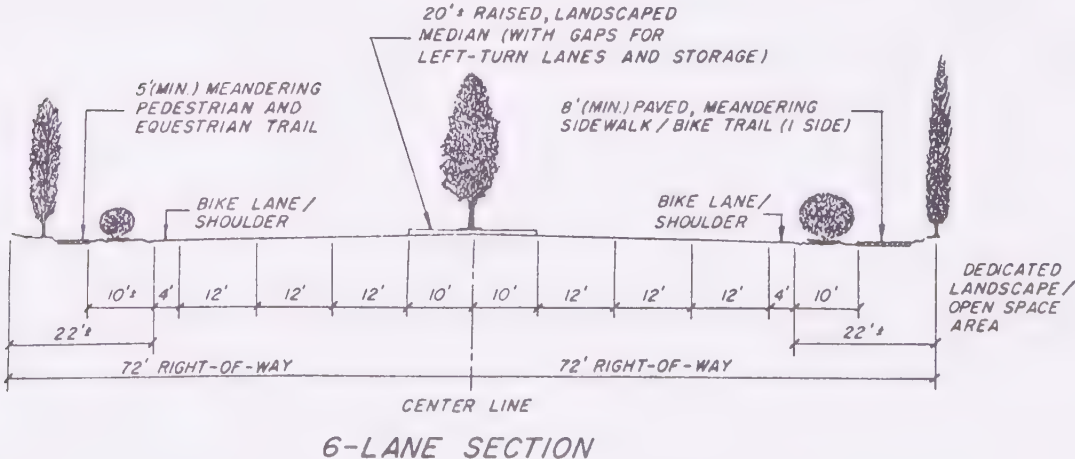 20'± RAISED, LANDSCAPED
MEDIAN (WITH GAPS FOR
LEFT-TURN LANES AND STORAGE)
5'(MIN.) MEANDERING
PEDESTRIAN AND
EQUESTRIAN TRAIL
8'(MIN.) PAVED, MEANDERING
SIDEWALK / BIKE TRAIL (1 SIDE)
BIKE LANE/
SHOULDER
BIKE LANE/
SHOULDER
10'± 4' 12' 12' 12' 10' 10' 12' 12' 12' 4' 10'
DEDICATED
LANDSCAPE/
OPEN SPACE
AREA
22'± 22'±
72' RIGHT-OF-WAY 72' RIGHT-OF-WAY
CENTER LINE
6-LANE SECTION